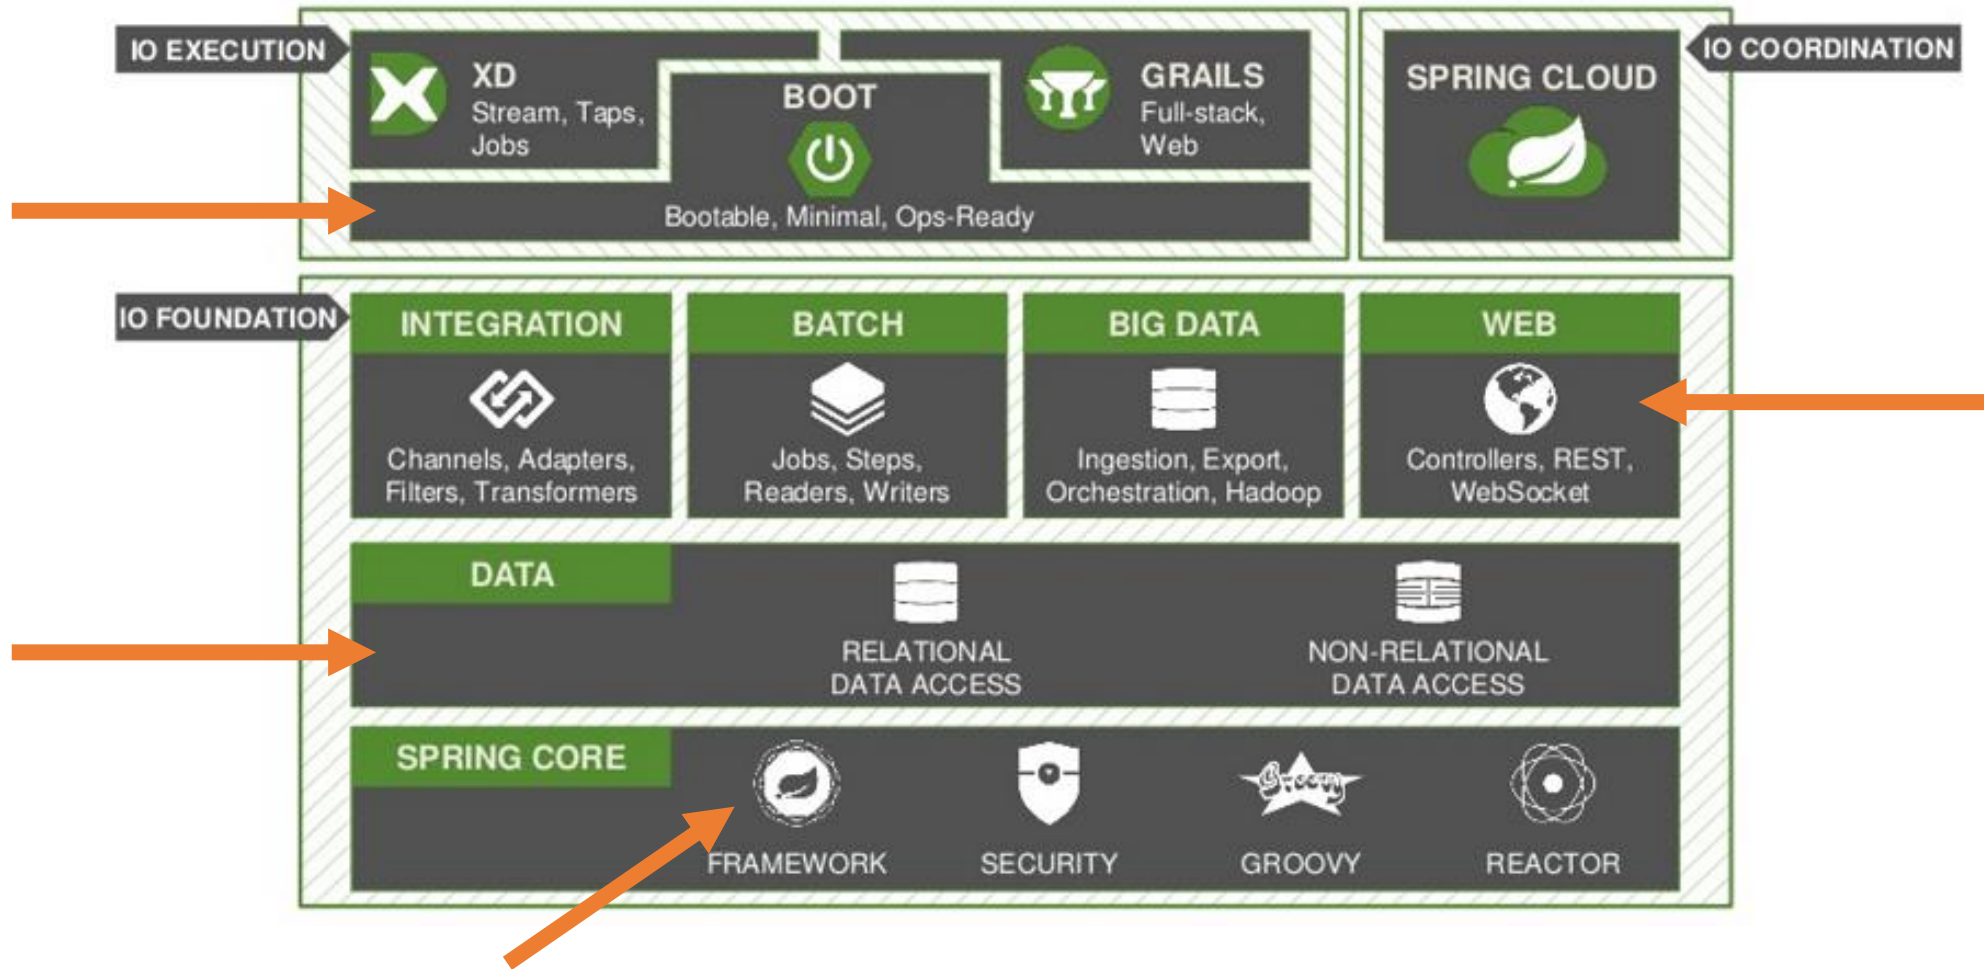 IO EXECUTION
XD
Stream, Taps,
Jobs
BOOT
GRAILS
Full-stack,
Web
Bootable, Minimal, Ops-Ready
SPRING CLOUD
IO COORDINATION
IO FOUNDATION
INTEGRATION
Channels, Adapters,
Filters, Transformers
BATCH
Jobs, Steps,
Readers, Writers
BIG DATA
Ingestion, Export,
Orchestration, Hadoop
WEB
Controllers, REST,
WebSocket
DATA
RELATIONAL
DATA ACCESS
NON-RELATIONAL
DATA ACCESS
SPRING CORE
FRAMEWORK
SECURITY
Groovy
GROOVY
REACTOR